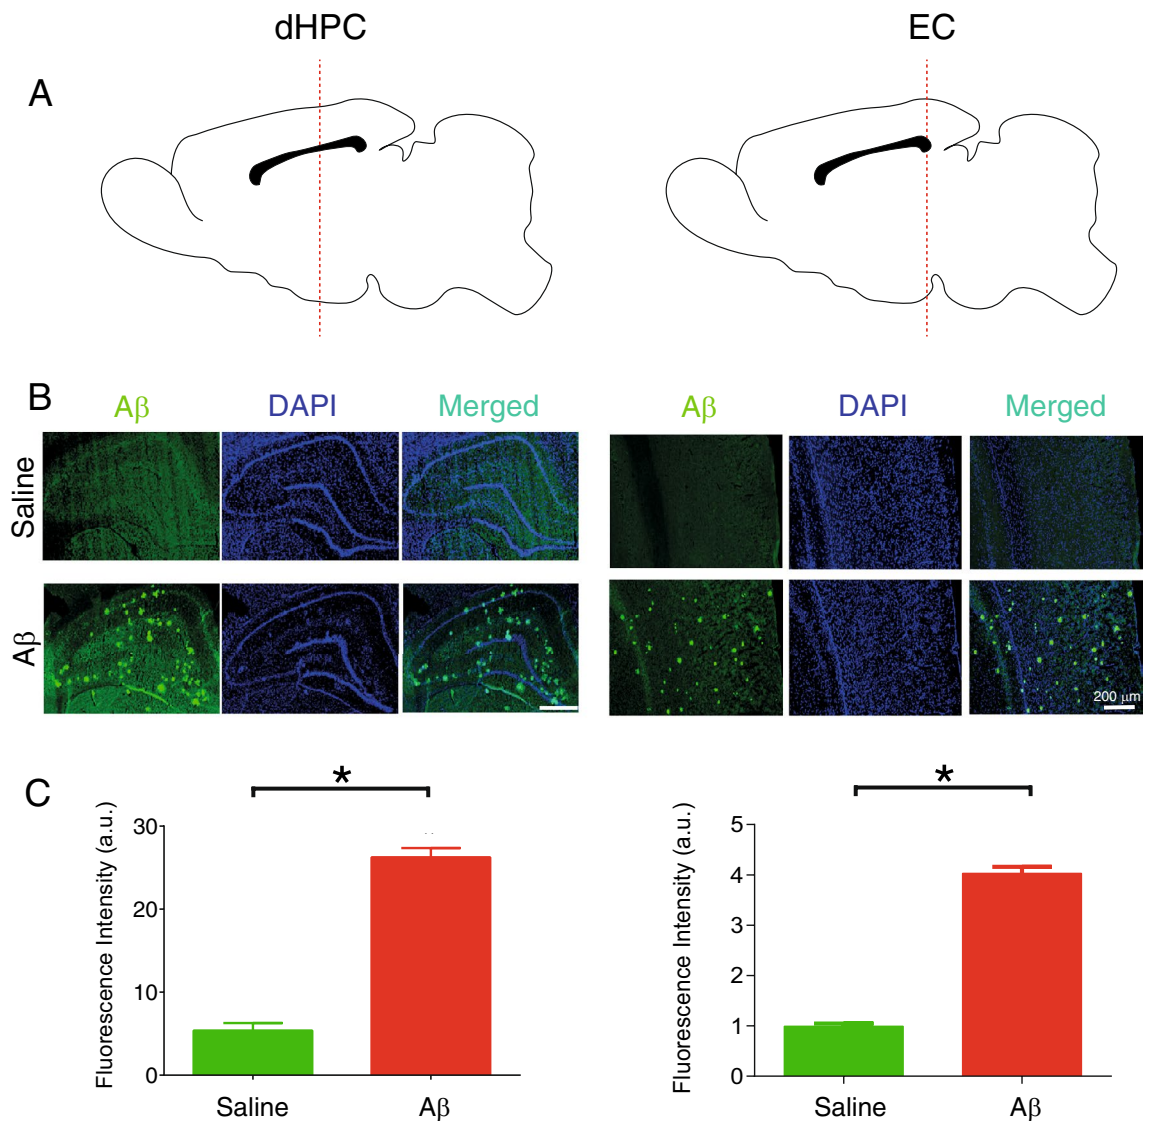 dHPC
EC
A
B
Aβ
DAPI
Merged
Aβ
DAPI
Merged
Saline
Aβ
200 μm
C
*
*
Fluorescence Intensity (a.u.)
30
20
10
0
Saline
Aβ
Fluorescence Intensity (a.u.)
5
4
3
2
1
0
Saline
Aβ